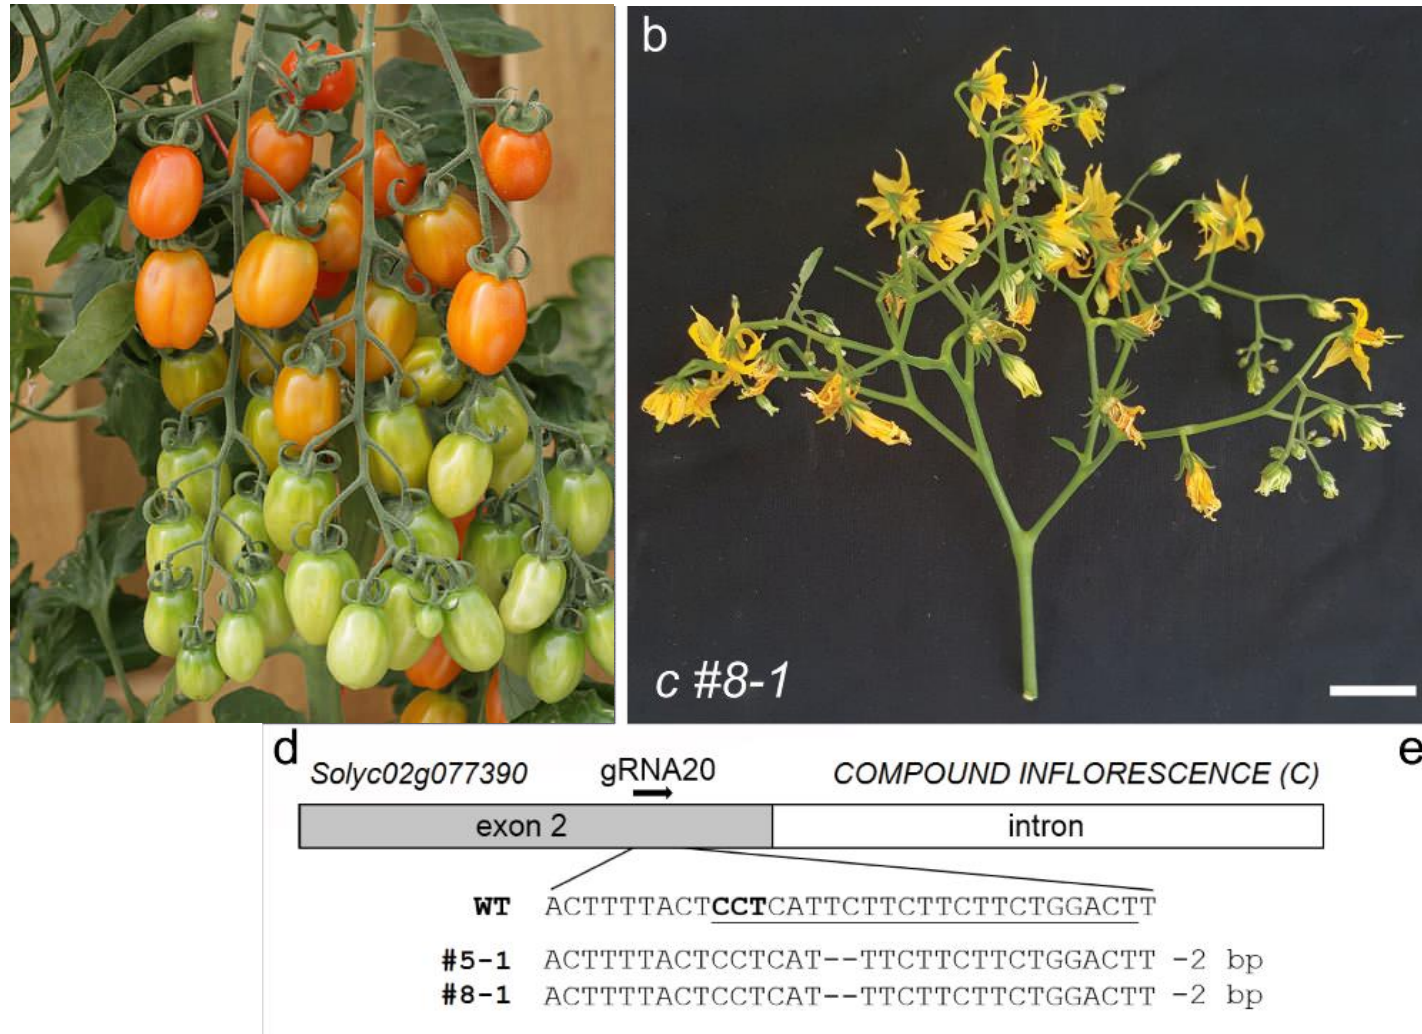 b
c #8-1
d
e
Solyc02g077390 gRNA20 COMPOUND INFLORESCENCE (C)
exon 2 intron
WT ACTTTTACTCCTCATTCTTCTTCTTCTGGACTT
#5-1 ACTTTTACTCCTCAT--TTCTTCTTCTGGACTT -2 bp
#8-1 ACTTTTACTCCTCAT--TTCTTCTTCTGGACTT -2 bp